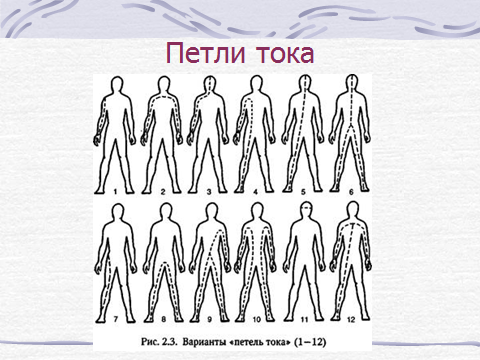 Петли тока
1 2 3 4 5 6
7 8 9 10 11 12
Рис. 2.3. Варианты «петель тока» (1—12)